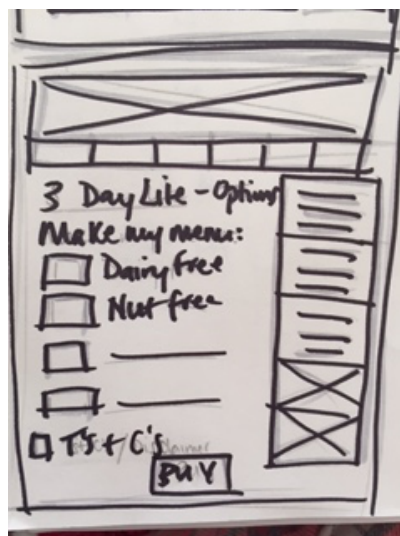 3 Day Lite - Options
Make my menu:
Dairy free
Nut free
T's + C's
BUY